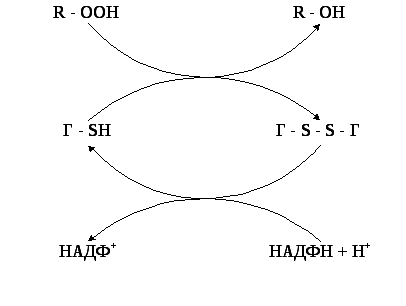 R - OOH R - OH
Г - SH Г - S - S - Г
НАДФ⁺ НАДФН + Н⁺